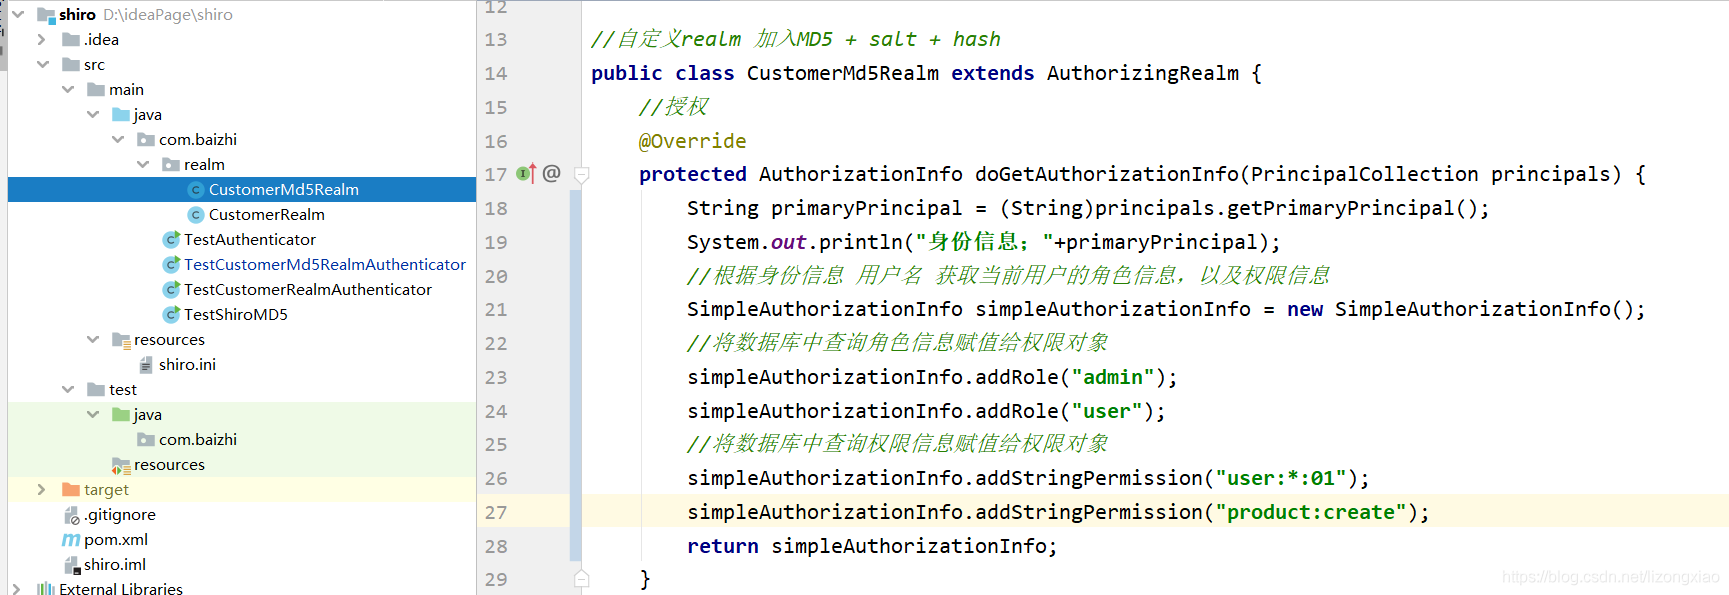 shiro D:\ideaPage\shiro
.idea
src
main
java
com.baizhi
realm
CustomerMd5Realm
CustomerRealm
TestAuthenticator
TestCustomerMd5RealmAuthenticator
TestCustomerRealmAuthenticator
TestShiroMD5
resources
shiro.ini
test
java
com.baizhi
resources
target
.gitignore
pom.xml
shiro.iml
External Libraries
12
13 //自定义realm 加入MD5 + salt + hash
14 public class CustomerMd5Realm extends AuthorizingRealm {
15 //授权
16 @Override
17 protected AuthorizationInfo doGetAuthorizationInfo(PrincipalCollection principals) {
18 String primaryPrincipal = (String)principals.getPrimaryPrincipal();
19 System.out.println("身份信息；"+primaryPrincipal);
20 //根据身份信息 用户名 获取当前用户的角色信息，以及权限信息
21 SimpleAuthorizationInfo simpleAuthorizationInfo = new SimpleAuthorizationInfo();
22 //将数据库中查询角色信息赋值给权限对象
23 simpleAuthorizationInfo.addRole("admin");
24 simpleAuthorizationInfo.addRole("user");
25 //将数据库中查询权限信息赋值给权限对象
26 simpleAuthorizationInfo.addStringPermission("user:*:01");
27 simpleAuthorizationInfo.addStringPermission("product:create");
28 return simpleAuthorizationInfo;
29 }
https://blog.csdn.net/lizongxiao